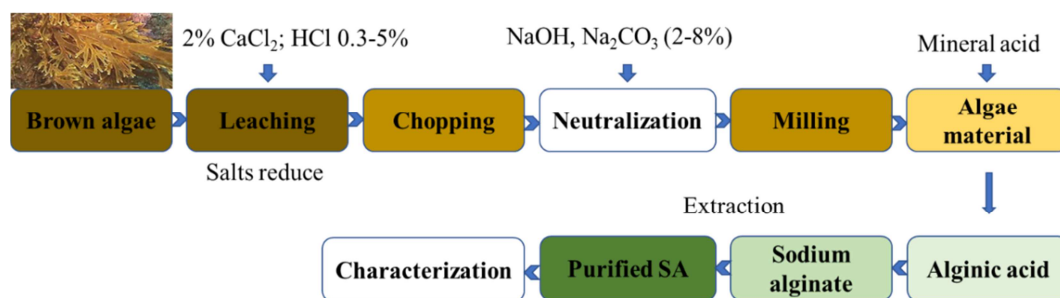 2% CaCl₂; HCl 0.3-5%
NaOH, Na₂CO₃ (2-8%)
Mineral acid
Brown algae
Leaching
Chopping
Neutralization
Milling
Algae
material
Salts reduce
Extraction
Characterization
Purified SA
Sodium
alginate
Alginic acid